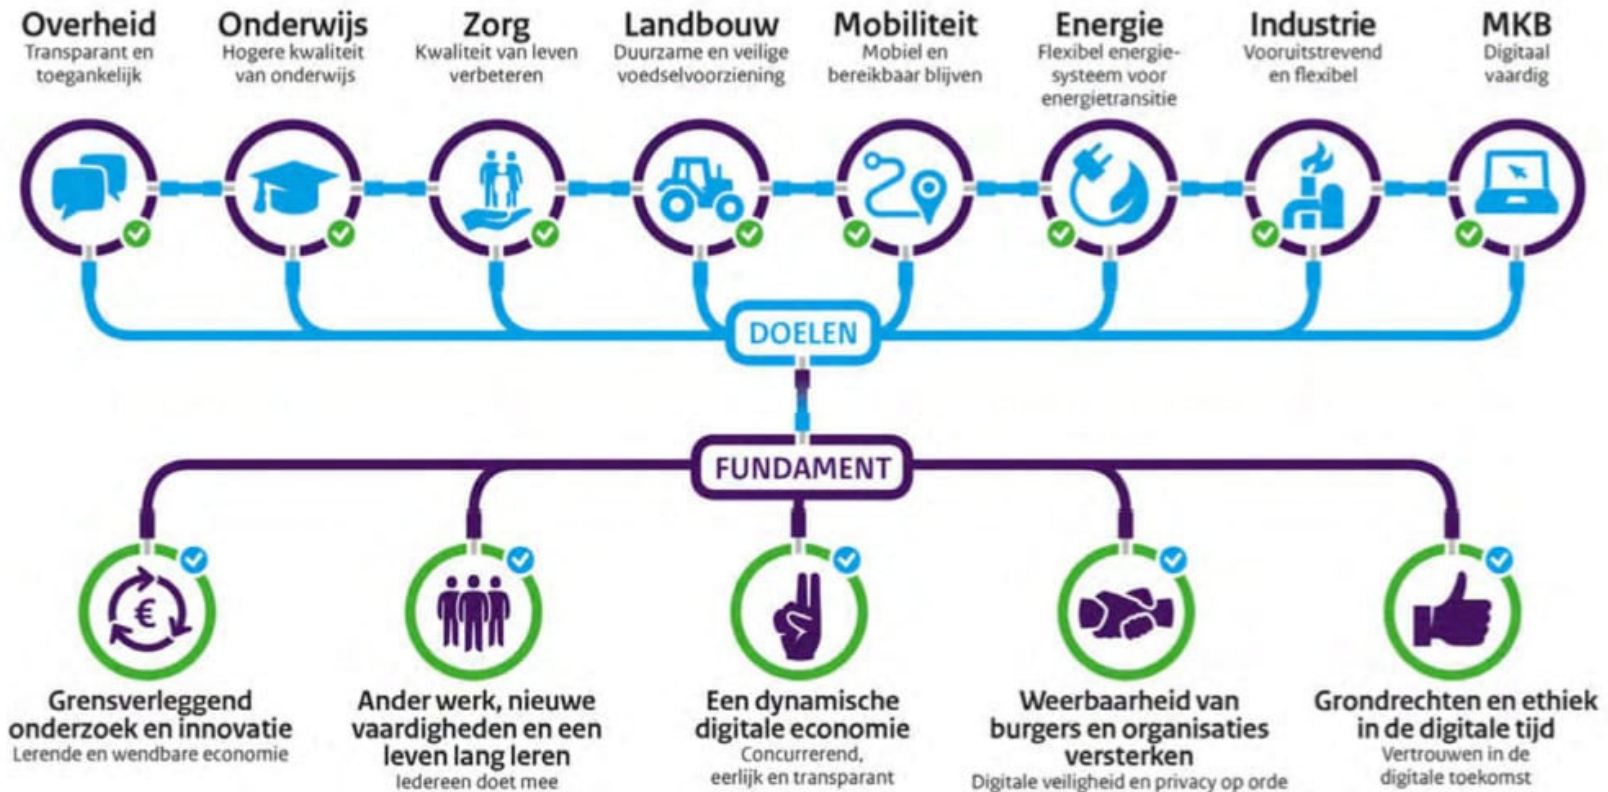 Overheid
Transparant en
toegankelijk
Onderwijs
Hogere kwaliteit
van onderwijs
Zorg
Kwaliteit van leven
verbeteren
Landbouw
Duurzame en veilige
voedselvoorziening
Mobiliteit
Mobiel en
bereikbaar blijven
Energie
Flexibel energie-
systeem voor
energietransitie
Industrie
Vooruitstrevend
en flexibel
MKB
Digitaal
vaardig
DOELEN
FUNDAMENT
€
Grensverleggend
onderzoek en innovatie
Lerende en wendbare economie
Ander werk, nieuwe
vaardigheden en een
leven lang leren
Iedereen doet mee
Een dynamische
digitale economie
Concurrerend,
eerlijk en transparant
Weerbaarheid van
burgers en organisaties
versterken
Digitale veiligheid en privacy op orde
Grondrechten en ethiek
in de digitale tijd
Vertrouwen in de
digitale toekomst